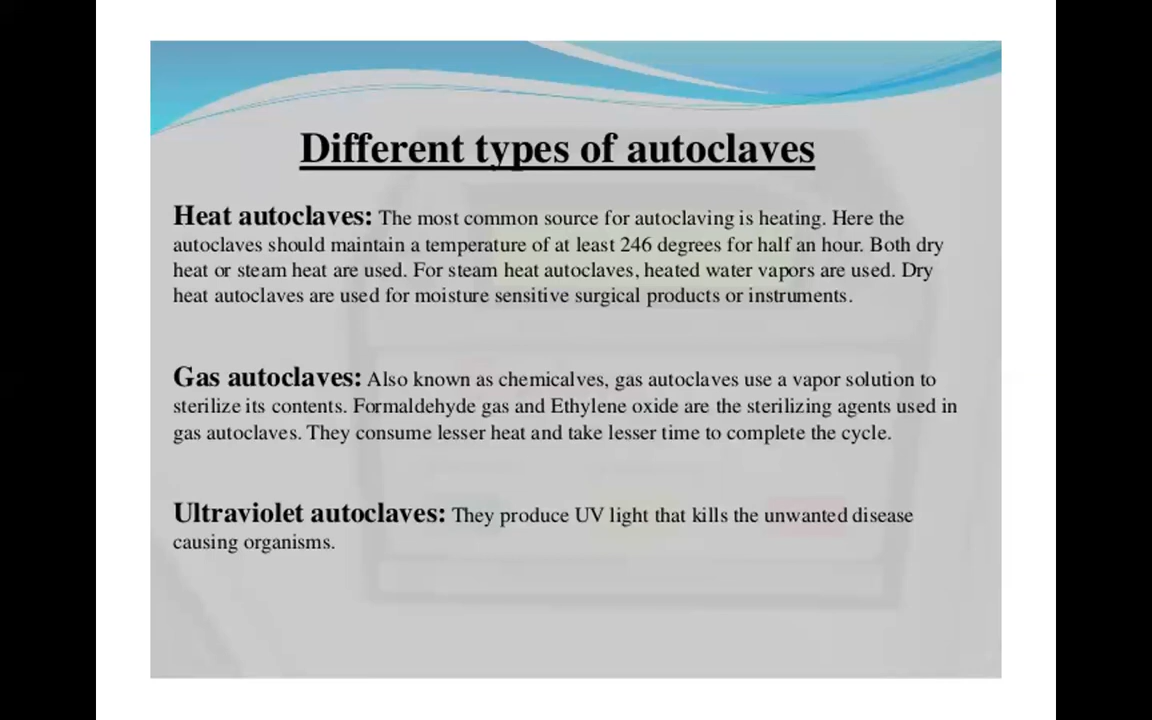 Different types of autoclaves
Heat autoclaves: The most common source for autoclaving is heating. Here the
autoclaves should maintain a temperature of at least 246 degrees for half an hour. Both dry
heat or steam heat are used. For steam heat autoclaves, heated water vapors are used. Dry
heat autoclaves are used for moisture sensitive surgical products or instruments.
Gas autoclaves: Also known as chemicalves, gas autoclaves use a vapor solution to
sterilize its contents. Formaldehyde gas and Ethylene oxide are the sterilizing agents used in
gas autoclaves. They consume lesser heat and take lesser time to complete the cycle.
Ultraviolet autoclaves: They produce UV light that kills the unwanted disease
causing organisms.